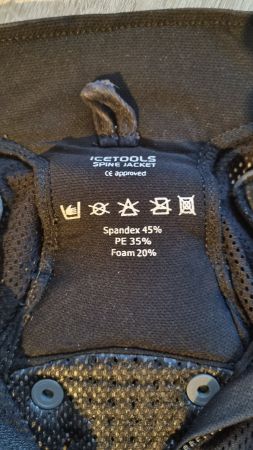 ICETOOLS
SPINE JACKET
CE approved
Spandex 45%
PE 35%
Foam 20%